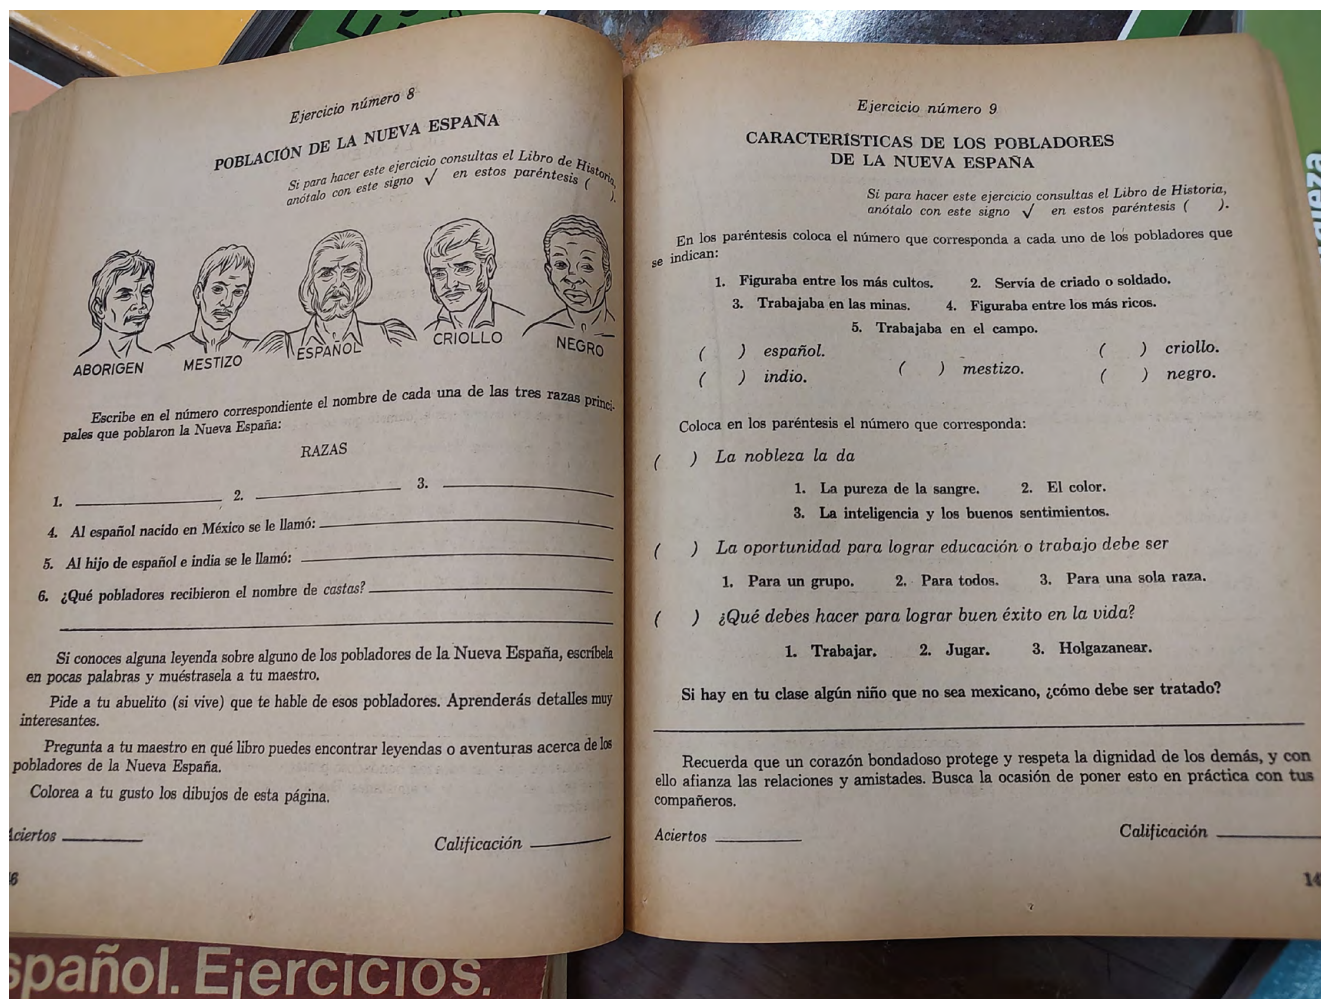 Ejercicio número 8
POBLACIÓN DE LA NUEVA ESPAÑA
Si para hacer este ejercicio consultas el Libro de Historia,
anótalo con este signo √ en estos paréntesis ( ).
ABORIGEN
MESTIZO
ESPAÑOL
CRIOLLO
NEGRO
Escribe en el número correspondiente el nombre de cada una de las tres razas princi-
pales que poblaron la Nueva España:
RAZAS
1. ____ 2. ____ 3. ____
4. Al español nacido en México se le llamó: ____
5. Al hijo de español e india se le llamó: ____
6. ¿Qué pobladores recibieron el nombre de castas? ____
Si conoces alguna leyenda sobre alguno de los pobladores de la Nueva España, escríbela
en pocas palabras y muéstrasela a tu maestro.
Pide a tu abuelito (si vive) que te hable de esos pobladores. Aprenderás detalles muy
interesantes.
Pregunta a tu maestro en qué libro puedes encontrar leyendas o aventuras acerca de los
pobladores de la Nueva España.
Colorea a tu gusto los dibujos de esta página.
Aciertos ____ Calificación ____
Ejercicio número 9
CARACTERÍSTICAS DE LOS POBLADORES
DE LA NUEVA ESPAÑA
Si para hacer este ejercicio consultas el Libro de Historia,
anótalo con este signo √ en estos paréntesis ( ).
En los paréntesis coloca el número que corresponda a cada uno de los pobladores que
se indican:
1. Figuraba entre los más cultos. 2. Servía de criado o soldado.
3. Trabajaba en las minas. 4. Figuraba entre los más ricos.
5. Trabajaba en el campo.
( ) español. ( ) criollo.
( ) indio. ( ) mestizo. ( ) negro.
Coloca en los paréntesis el número que corresponda:
( ) La nobleza la da
1. La pureza de la sangre. 2. El color.
3. La inteligencia y los buenos sentimientos.
( ) La oportunidad para lograr educación o trabajo debe ser
1. Para un grupo. 2. Para todos. 3. Para una sola raza.
( ) ¿Qué debes hacer para lograr buen éxito en la vida?
1. Trabajar. 2. Jugar. 3. Holgazanear.
Si hay en tu clase algún niño que no sea mexicano, ¿cómo debe ser tratado?
Recuerda que un corazón bondadoso protege y respeta la dignidad de los demás, y con
ello afianza las relaciones y amistades. Busca la ocasión de poner esto en práctica con tus
compañeros.
Aciertos ____ Calificación ____
spañol. Ejercicios.